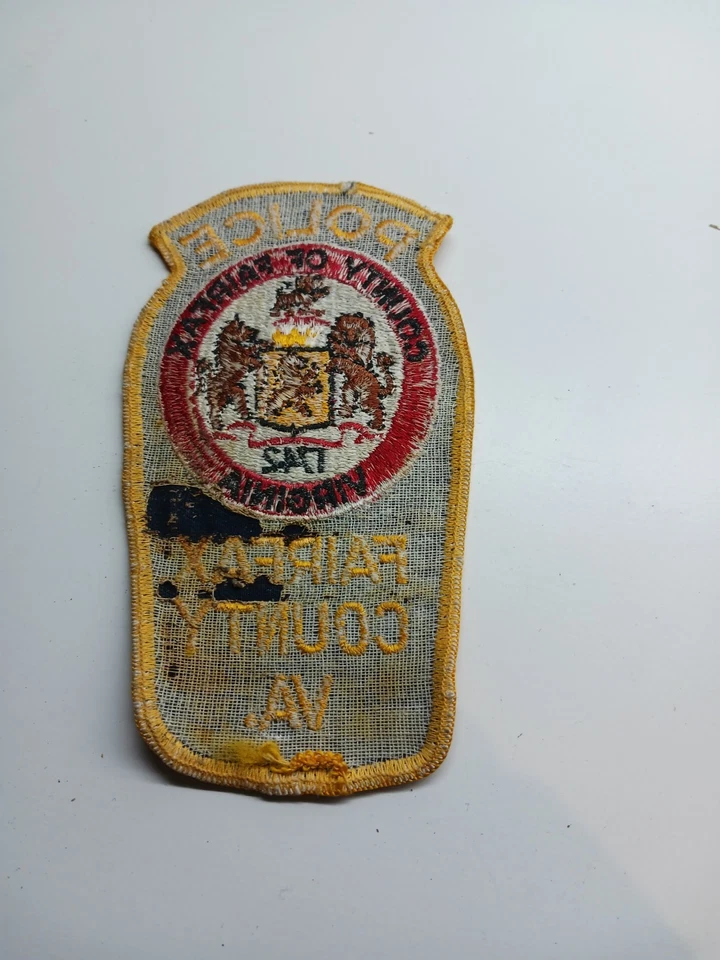 POLICE
COUNTY OF FAIRFAX
1742
VIRGINIA
FAIRFAX
COUNTY
VA.